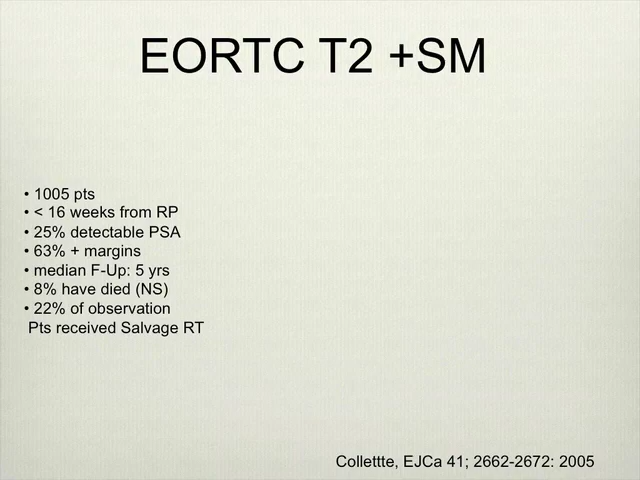 EORTC T2 +SM
• 1005 pts
• < 16 weeks from RP
• 25% detectable PSA
• 63% + margins
• median F-Up: 5 yrs
• 8% have died (NS)
• 22% of observation
Pts received Salvage RT
Collettte, EJCa 41; 2662-2672: 2005